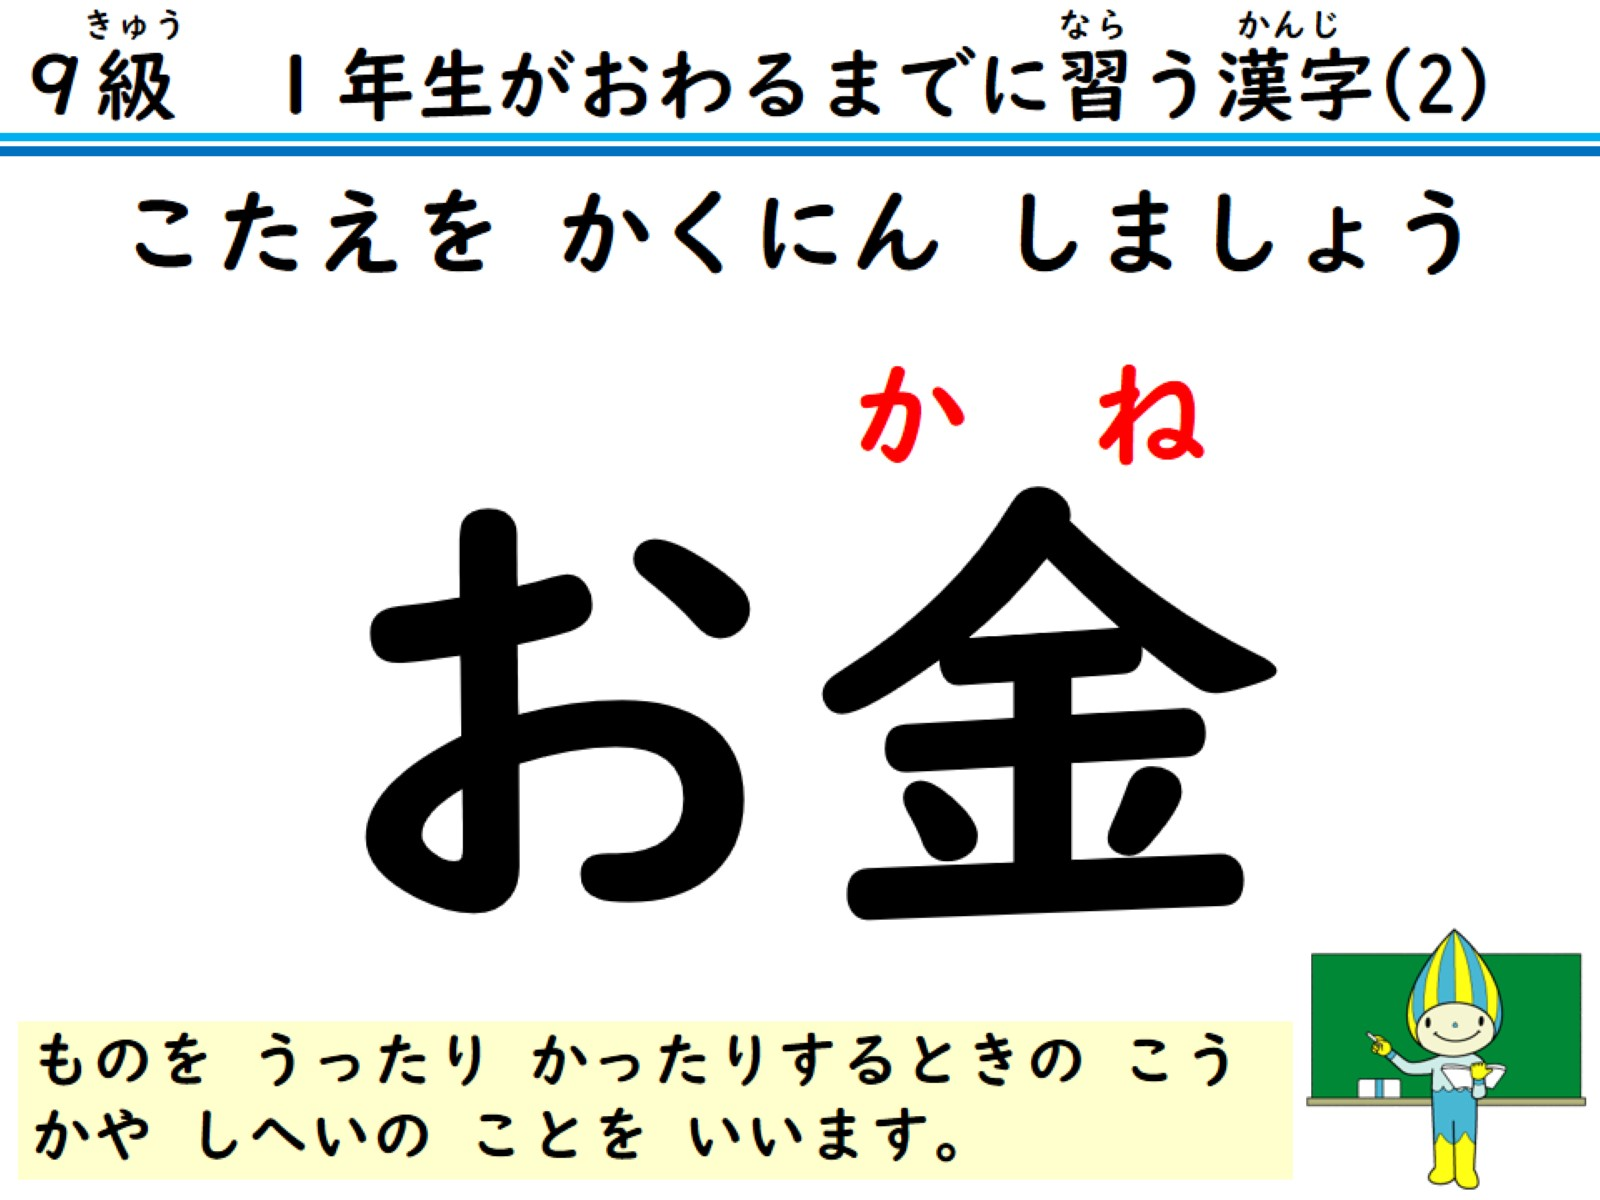 きゅう なら かんじ
9級 1年生がおわるまでに習う漢字(2)
こたえを かくにん しましょう
かね
お金
ものを うったり かったりするときの こう
かや しへいの ことを いいます。